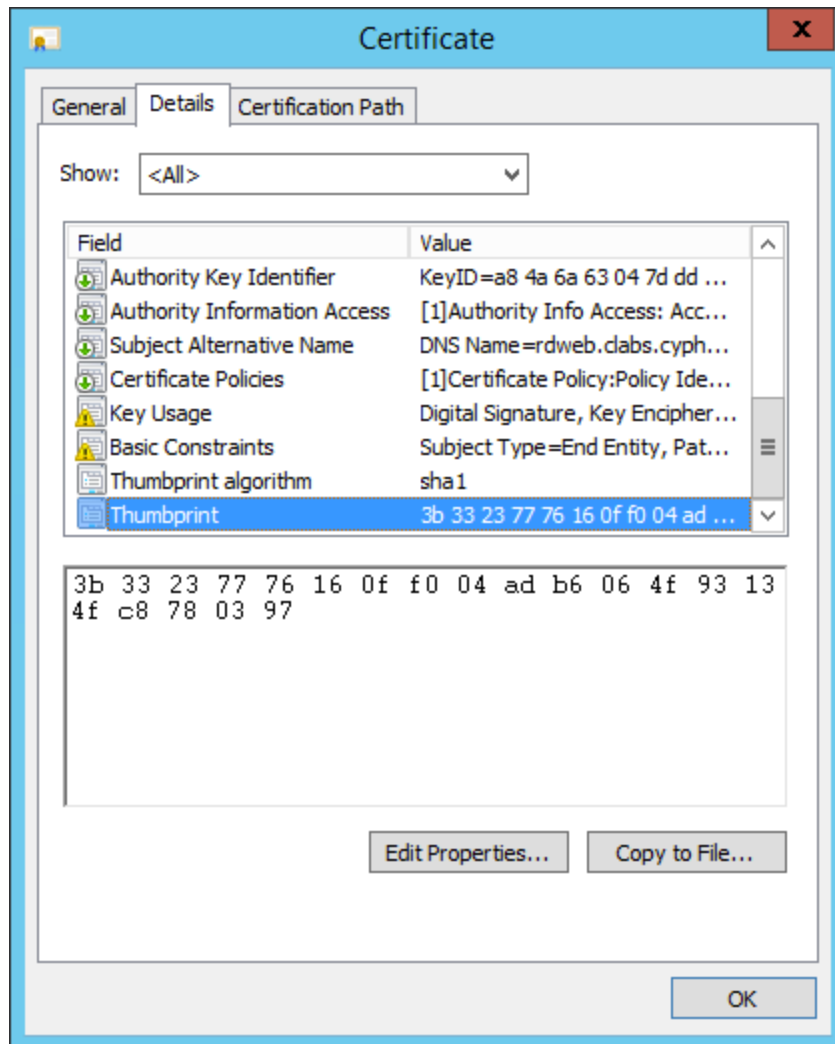 Certificate
x
General Details Certification Path
Show: <All>
Field Value
Authority Key Identifier KeyID=a8 4a 6a 63 04 7d dd ...
Authority Information Access [1]Authority Info Access: Acc...
Subject Alternative Name DNS Name=rdweb.clabs.cyph...
Certificate Policies [1]Certificate Policy:Policy Ide...
Key Usage Digital Signature, Key Encipher...
Basic Constraints Subject Type=End Entity, Pat...
Thumbprint algorithm sha1
Thumbprint 3b 33 23 77 76 16 0f f0 04 ad ...
3b 33 23 77 76 16 0f f0 04 ad b6 06 4f 93 13
4f c8 78 03 97
Edit Properties... Copy to File...
OK